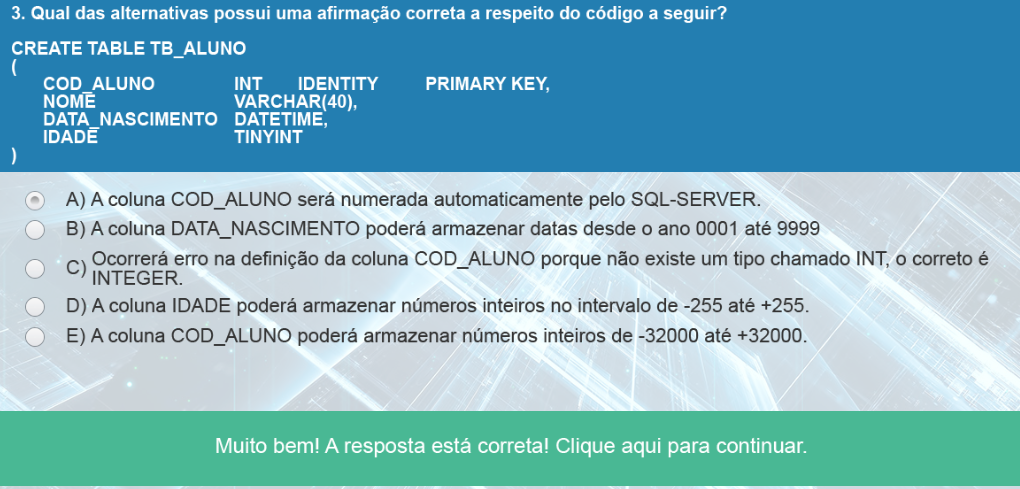 3. Qual das alternativas possui uma afirmação correta a respeito do código a seguir?
CREATE TABLE TB_ALUNO
(
COD_ALUNO INT IDENTITY PRIMARY KEY,
NOME VARCHAR(40),
DATA_NASCIMENTO DATETIME,
IDADE TINYINT
)
A) A coluna COD_ALUNO será numerada automaticamente pelo SQL-SERVER.
B) A coluna DATA_NASCIMENTO poderá armazenar datas desde o ano 0001 até 9999
C) Ocorrerá erro na definição da coluna COD_ALUNO porque não existe um tipo chamado INT, o correto é
INTEGER.
D) A coluna IDADE poderá armazenar números inteiros no intervalo de -255 até +255.
E) A coluna COD_ALUNO poderá armazenar números inteiros de -32000 até +32000.
Muito bem! A resposta está correta! Clique aqui para continuar.